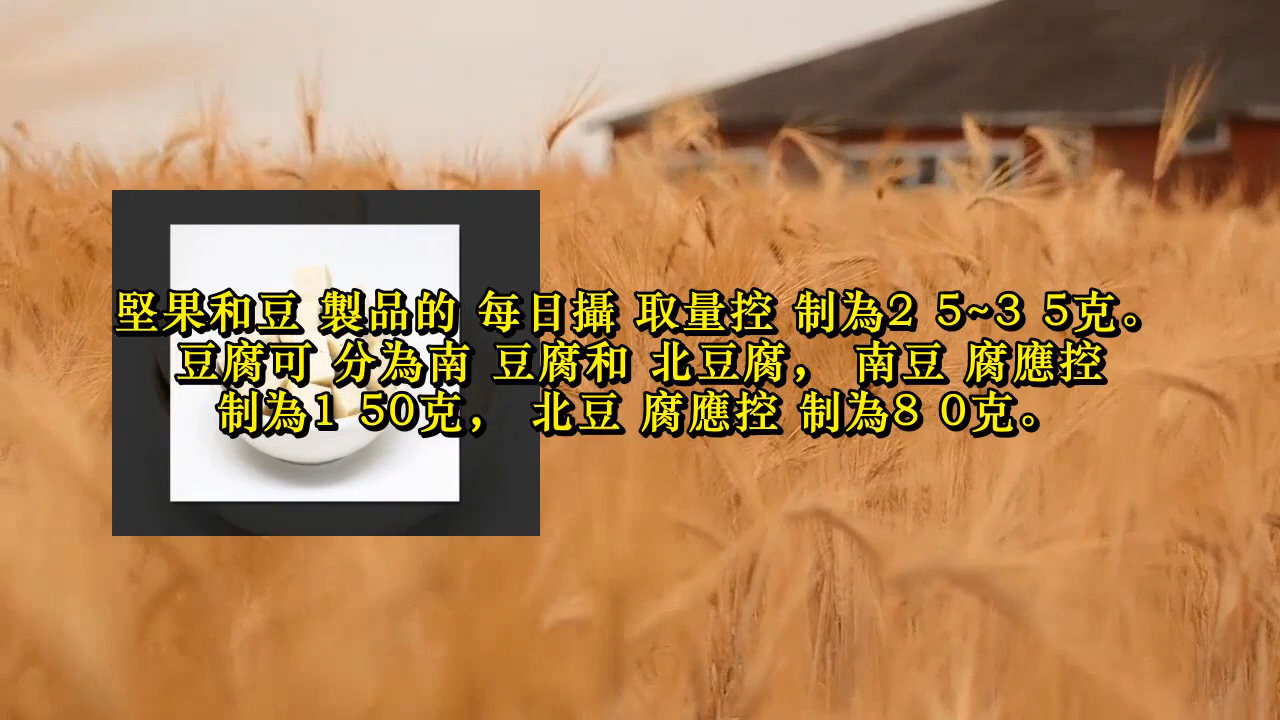 堅果和豆 製品的 每日攝 取量控 制為2 5~3 5克。
豆腐可 分為南 豆腐和 北豆腐， 南豆 腐應控
制為1 50克， 北豆 腐應控 制為8 0克。